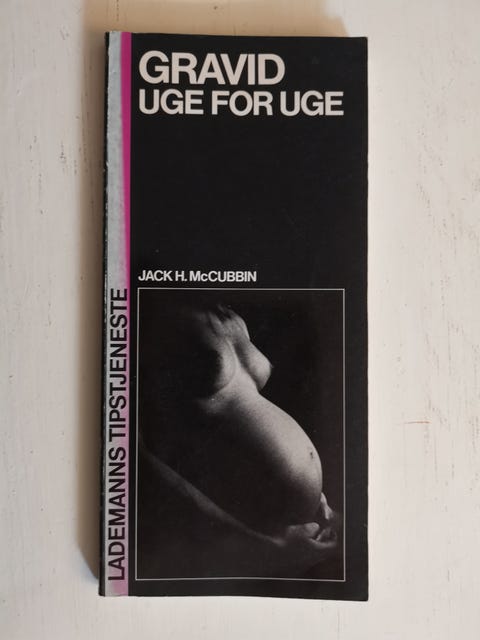 GRAVID
UGE FOR UGE
JACK H. McCUBBIN
LADEMANNS TIPSTJENESTE